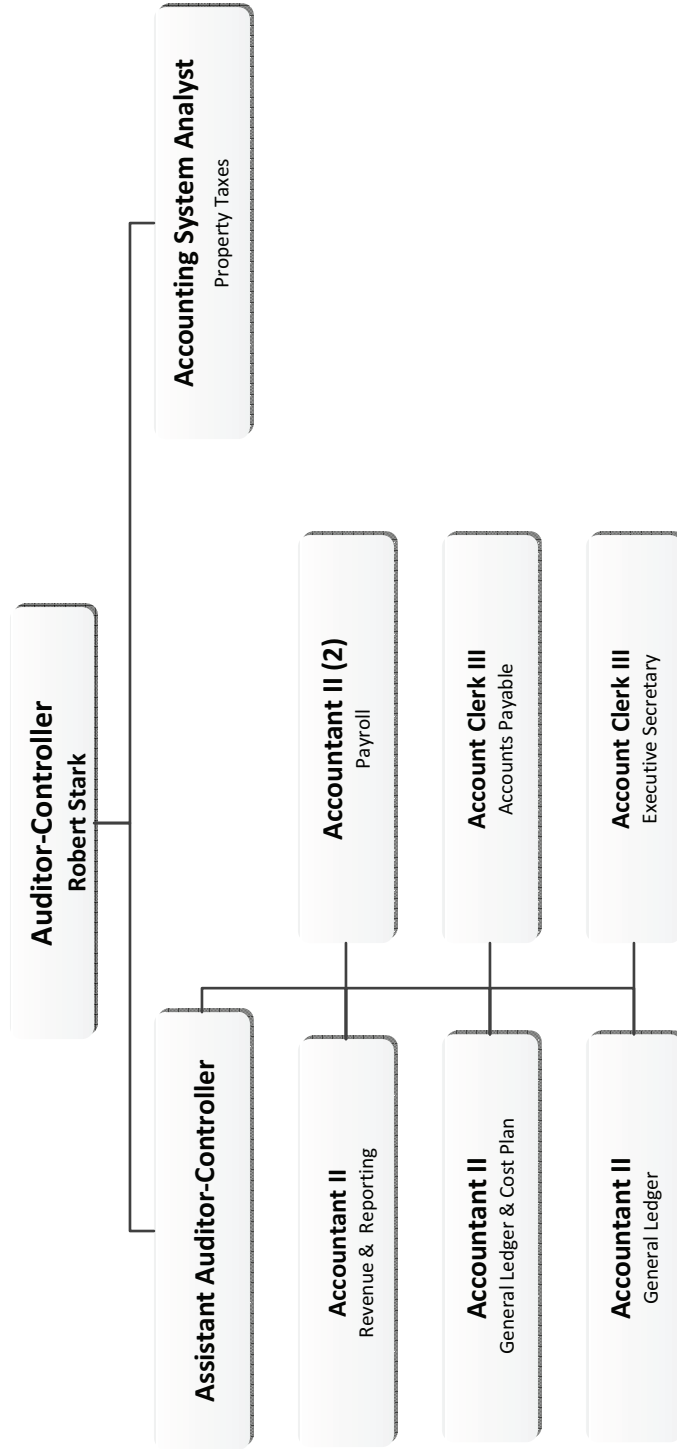 Auditor-Controller
Robert Stark
Assistant Auditor-Controller
Accounting System Analyst
Property Taxes
Accountant II
Revenue & Reporting
Accountant II (2)
Payroll
Accountant II
General Ledger & Cost Plan
Account Clerk III
Accounts Payable
Accountant II
General Ledger
Account Clerk III
Executive Secretary